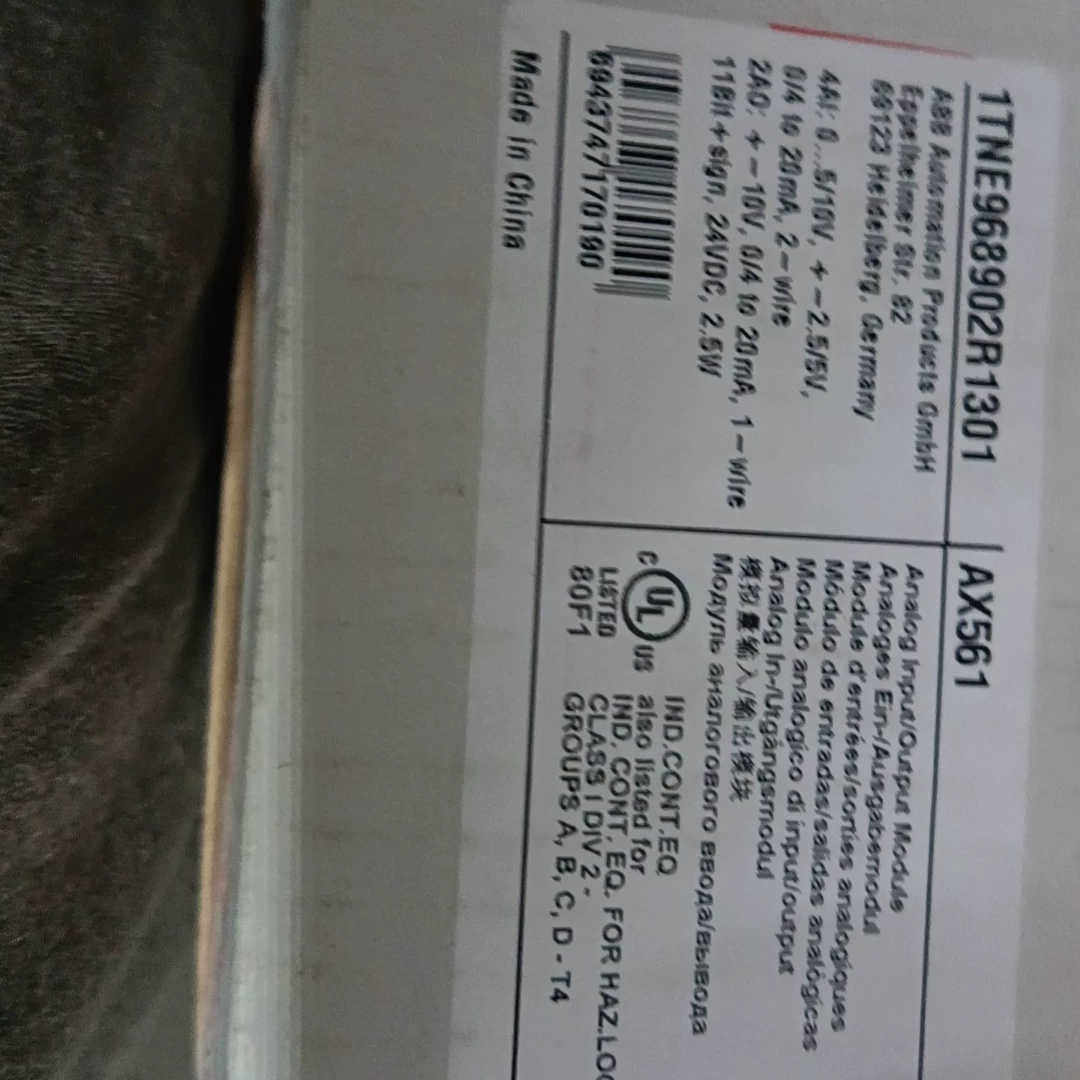 1TNE968902R1301
AX561
ABB Automation Products GmbH
Eppelheimer Str. 82
69123 Heidelberg, Germany
4AI: 0...5/10V, +-2.5/5V,
0/4 to 20mA, 2-wire
2AO: +-10V, 0/4 to 20mA, 1-wire
11Bit+sign, 24VDC, 2.5W
6943747170190
Made in China
Analog Input/Output Module
Analoges Ein-/Ausgabemodul
Module d'entrées/sorties analogiques
Módulo de entradas/salidas analógicas
Modulo analogico di input/output
Analog In-/Utgångsmodul
模拟量输入/输出模块
Модуль аналогового ввода/вывода
C UL US
LISTED
80F1
IND.CONT.EQ
also listed for
IND. CONT. EQ. FOR HAZ.LOC
CLASS I DIV 2 -
GROUPS A, B, C, D - T4